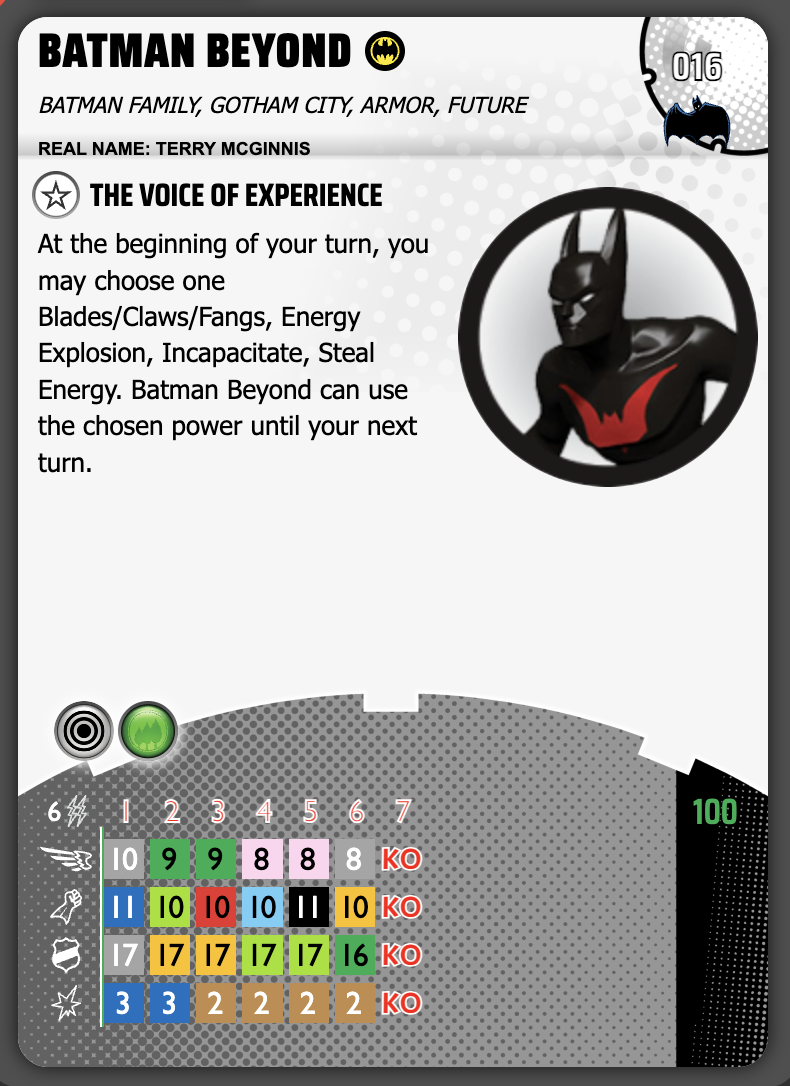 BATMAN BEYOND
016
BATMAN FAMILY, GOTHAM CITY, ARMOR, FUTURE
REAL NAME: TERRY MCGINNIS
THE VOICE OF EXPERIENCE
At the beginning of your turn, you
may choose one
Blades/Claws/Fangs, Energy
Explosion, Incapacitate, Steal
Energy. Batman Beyond can use
the chosen power until your next
turn.
6 1 2 3 4 5 6 7 100
10 9 9 8 8 8 KO
11 10 10 10 11 10 KO
17 17 17 17 17 16 KO
3 3 2 2 2 2 KO